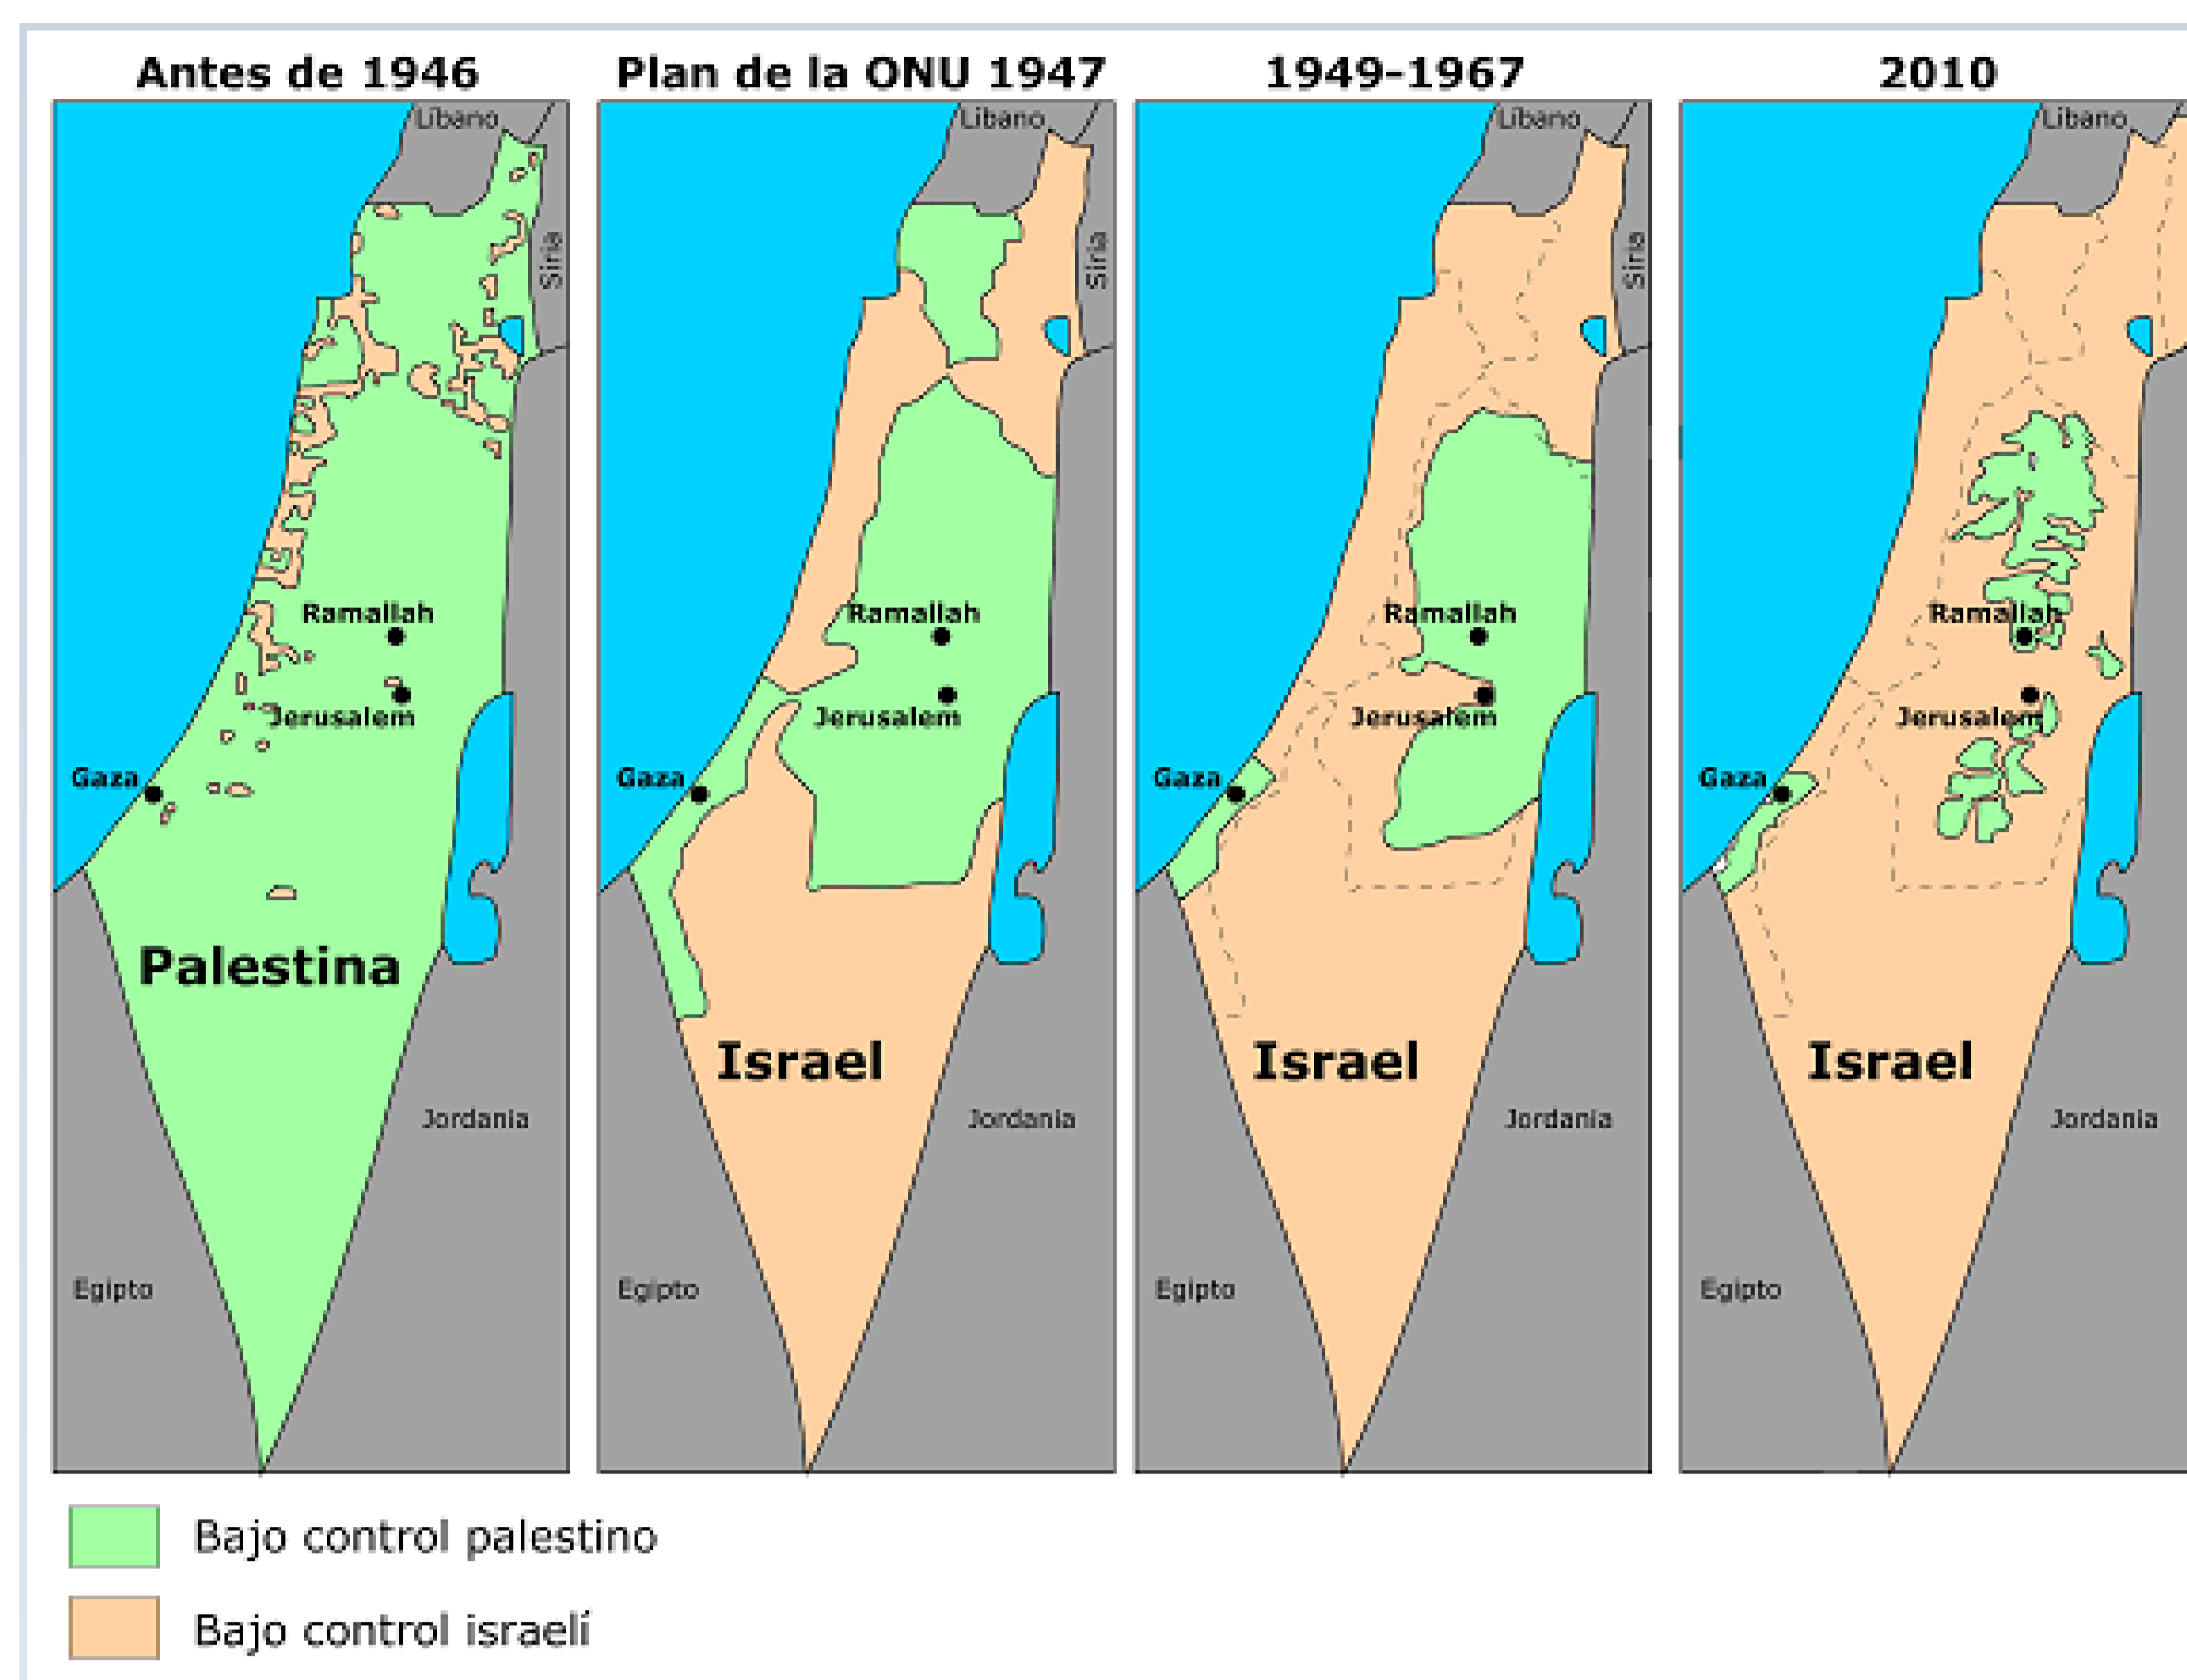 Antes de 1946
Líbano
Siria
Ramallah
Jerusalem
Gaza
Palestina
Jordania
Egipto
Plan de la ONU 1947
Líbano
Siria
Ramallah
Jerusalem
Gaza
Israel
Jordania
Egipto
1949-1967
Líbano
Siria
Ramallah
Jerusalem
Gaza
Israel
Jordania
Egipto
2010
Líbano
Ramallah
Jerusalem
Gaza
Israel
Jordania
Egipto
Bajo control palestino
Bajo control israelí